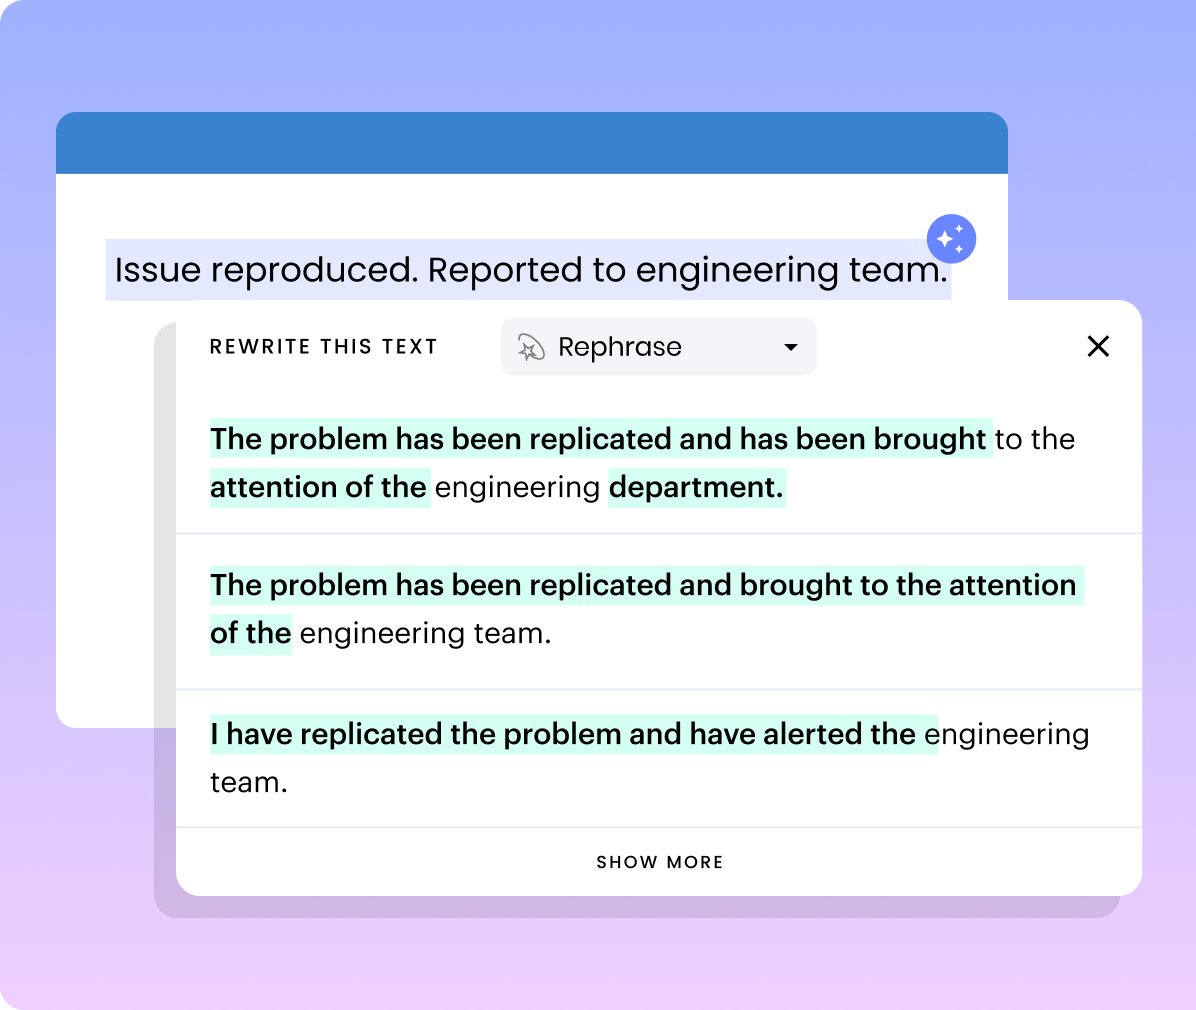 Issue reproduced. Reported to engineering team.
REWRITE THIS TEXT
Rephrase
The problem has been replicated and has been brought to the
attention of the engineering department.
The problem has been replicated and brought to the attention
of the engineering team.
I have replicated the problem and have alerted the engineering
team.
SHOW MORE